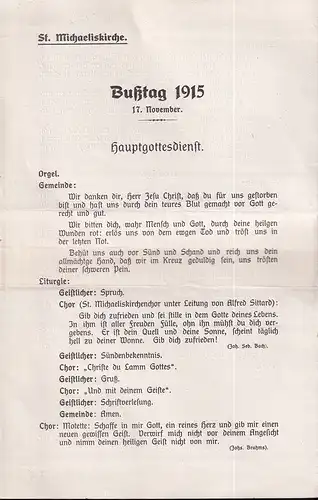 St. Michaeliskirche.
Bußtag 1915
17. November.
Hauptgottesdienst.
Orgel.
Gemeinde:
Wir danken dir, Herr Jesu Christ, daß du für uns gestorben
bist und hast uns durch dein teures Blut gemacht vor Gott ge-
recht und gut.
Wir bitten dich, wahr Mensch und Gott, durch deine heilgen
Wunden rot: erlös uns von dem ewgen Tod und tröst uns in
der letzten Not.
Behüt uns auch vor Sünd und Schand und reich uns dein
allmächtge Hand, daß wir im Kreuz geduldig sein, uns trösten
deiner schweren Pein.
Liturgie:
Geistlicher: Spruch.
Chor (St. Michaeliskirchenchor unter Leitung von Alfred Sittard):
Gib dich zufrieden und sei stille in dem Gotte deines Lebens.
In ihm ist aller Freuden Fülle, ohn ihn mühst du dich ver-
gebens. Er ist dein Quell und deine Sonne, scheint täglich
hell zu deiner Wonne. Gib dich zufrieden!
(Joh. Seb. Bach).
Geistlicher: Sündenbekenntnis.
Chor: „Christe du Lamm Gottes".
Geistlicher: Gruß.
Chor: „Und mit deinem Geiste".
Geistlicher: Schriftverlesung.
Gemeinde: Amen.
Chor: Motette: Schaffe in mir Gott, ein reines Herz und gib mir einen
neuen gewissen Geist. Verwirf mich nicht vor deinem Angesicht
und nimm deinen heiligen Geist nicht von mir.
(Johs. Brahms).